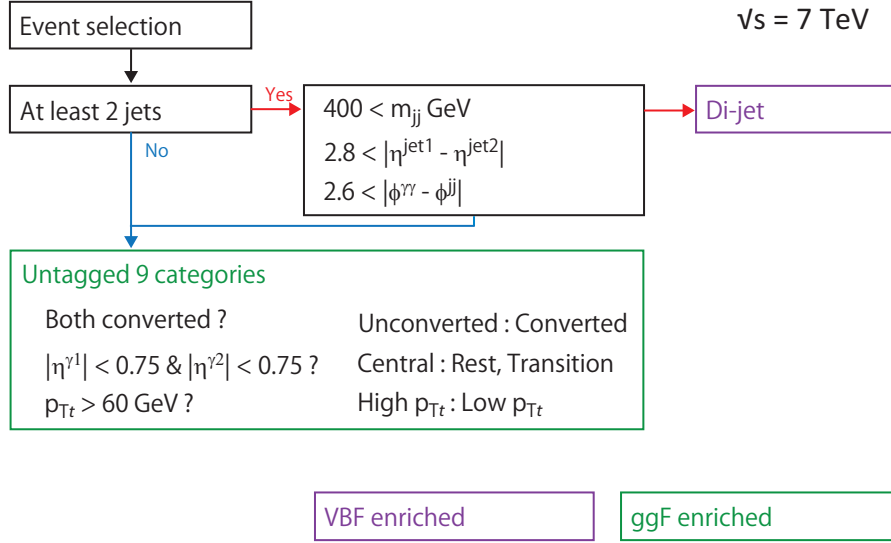 √s = 7 TeV
Event selection
At least 2 jets
Yes
No
400 < m_jj GeV
2.8 < |η^jet1 - η^jet2|
2.6 < |ϕ^γγ - ϕ^jj|
Di-jet
Untagged 9 categories
Both converted ?
Unconverted : Converted
|η^γ1| < 0.75 & |η^γ2| < 0.75 ?
Central : Rest, Transition
p_Tt > 60 GeV ?
High p_Tt : Low p_Tt
VBF enriched
ggF enriched